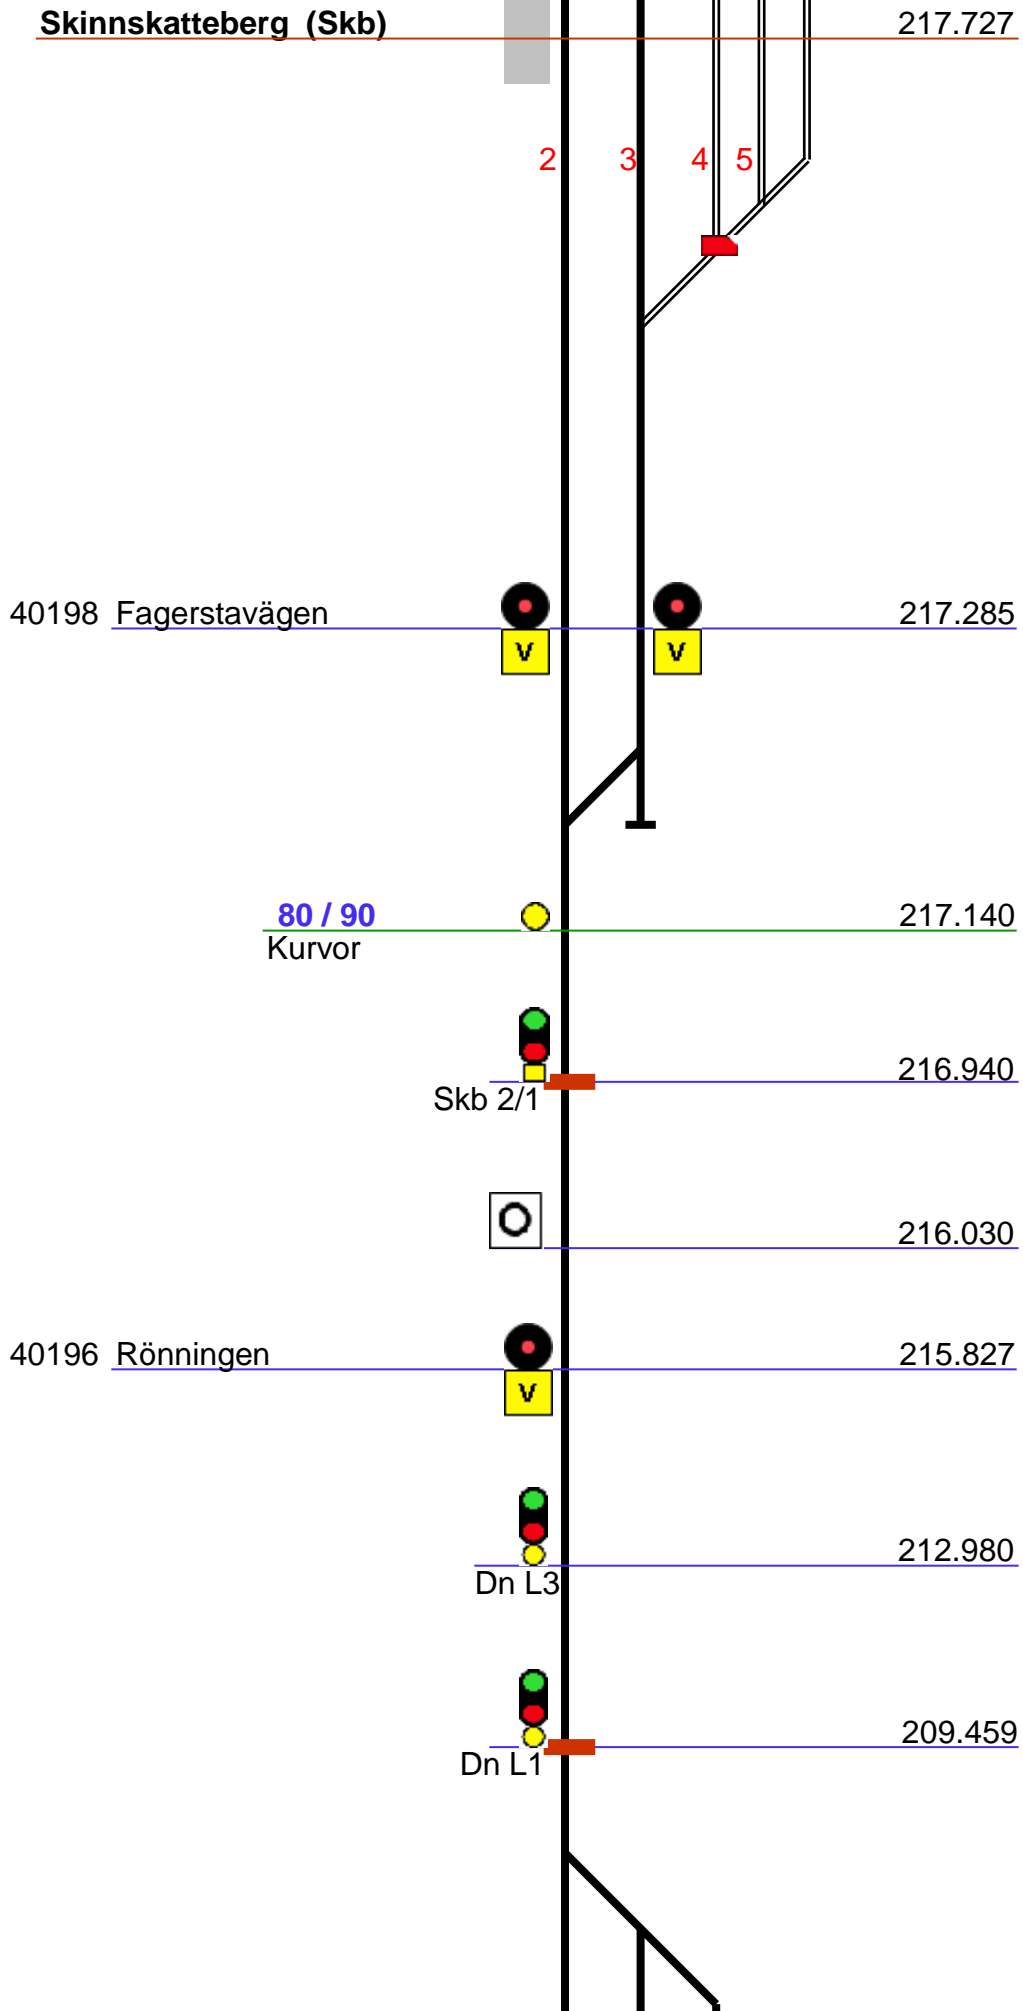 Skinnskatteberg (Skb) 217.727
2 3 4 5
40198 Fagerstavägen 217.285
V V
80 / 90 217.140
Kurvor
216.940
Skb 2/1
O 216.030
40196 Rönningen 215.827
V
212.980
Dn L3
209.459
Dn L1